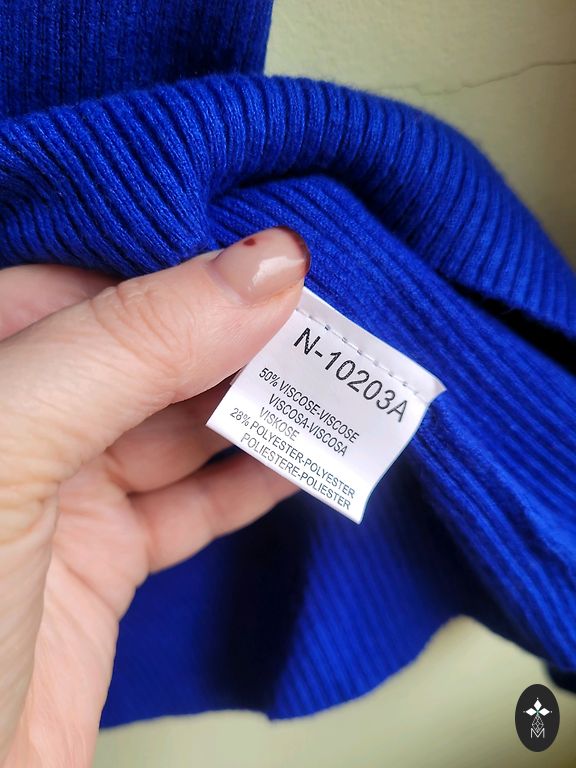 N-10203A
50% VISCOSE-VISCOSE
VISCOSA-VISCOSA
VISKOSE
28% POLYESTER-POLYESTER
POLIESTERE-POLIESTER
M